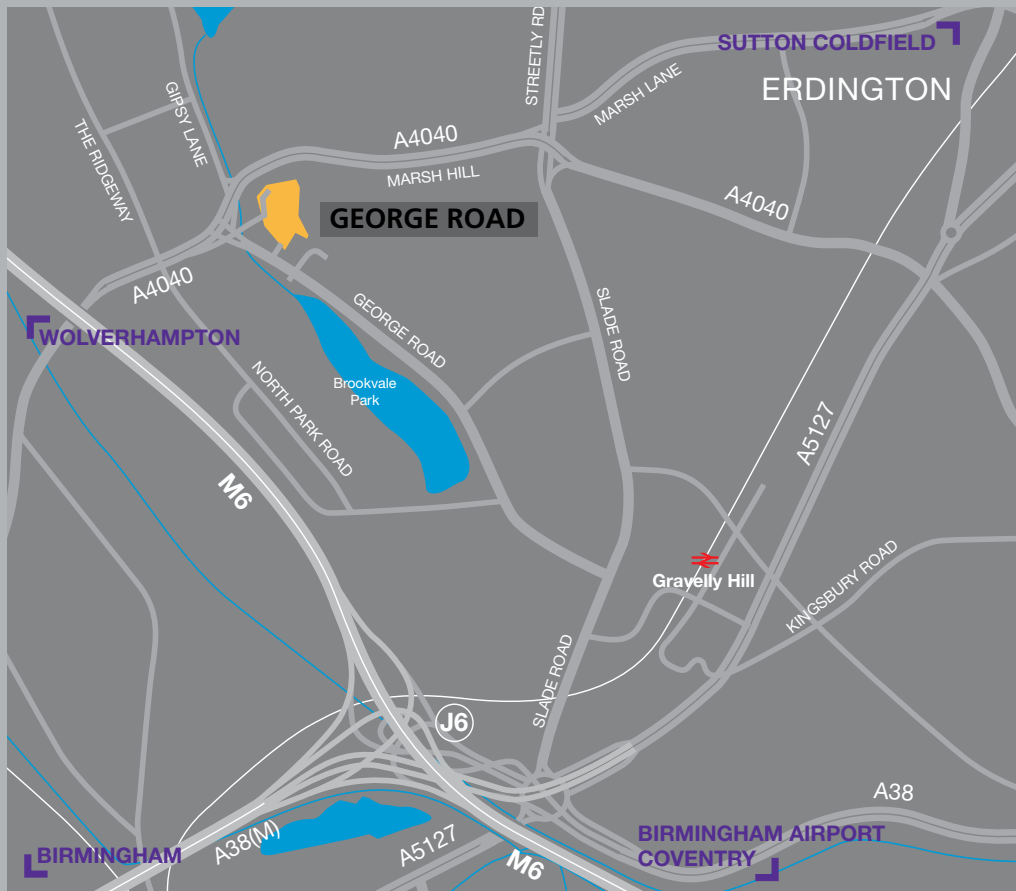 SUTTON COLDFIELD
ERDINGTON
STREETLY RD
MARSH LANE
GIPSY LANE
THE RIDGEWAY
A4040
MARSH HILL
A4040
GEORGE ROAD
A4040
WOLVERHAMPTON
GEORGE ROAD
SLADE ROAD
Brookvale
Park
NORTH PARK ROAD
A5127
M6
Gravelly Hill
KINGSBURY ROAD
SLADE ROAD
J6
A38
A38(M)
A5127
BIRMINGHAM AIRPORT
COVENTRY
BIRMINGHAM
M6